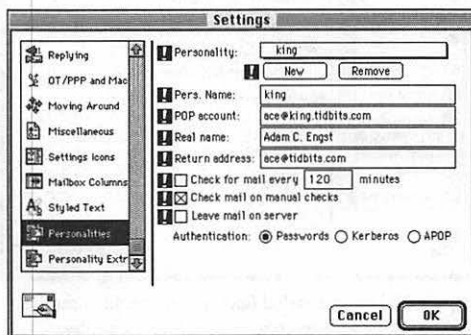 Settings
Replying
OT/PPP and Mac
Moving Around
Miscellaneous
Settings Icons
Mailbox Columns
Styled Text
Personalities
Personality Extr
Personality: king
New Remove
Pers. Name: king
POP account: ace@king.tidbits.com
Real name: Adam C. Engst
Return address: ace@tidbits.com
Check for mail every 120 minutes
Check mail on manual checks
Leave mail on server
Authentication: Passwords Kerberos APOP
Cancel OK